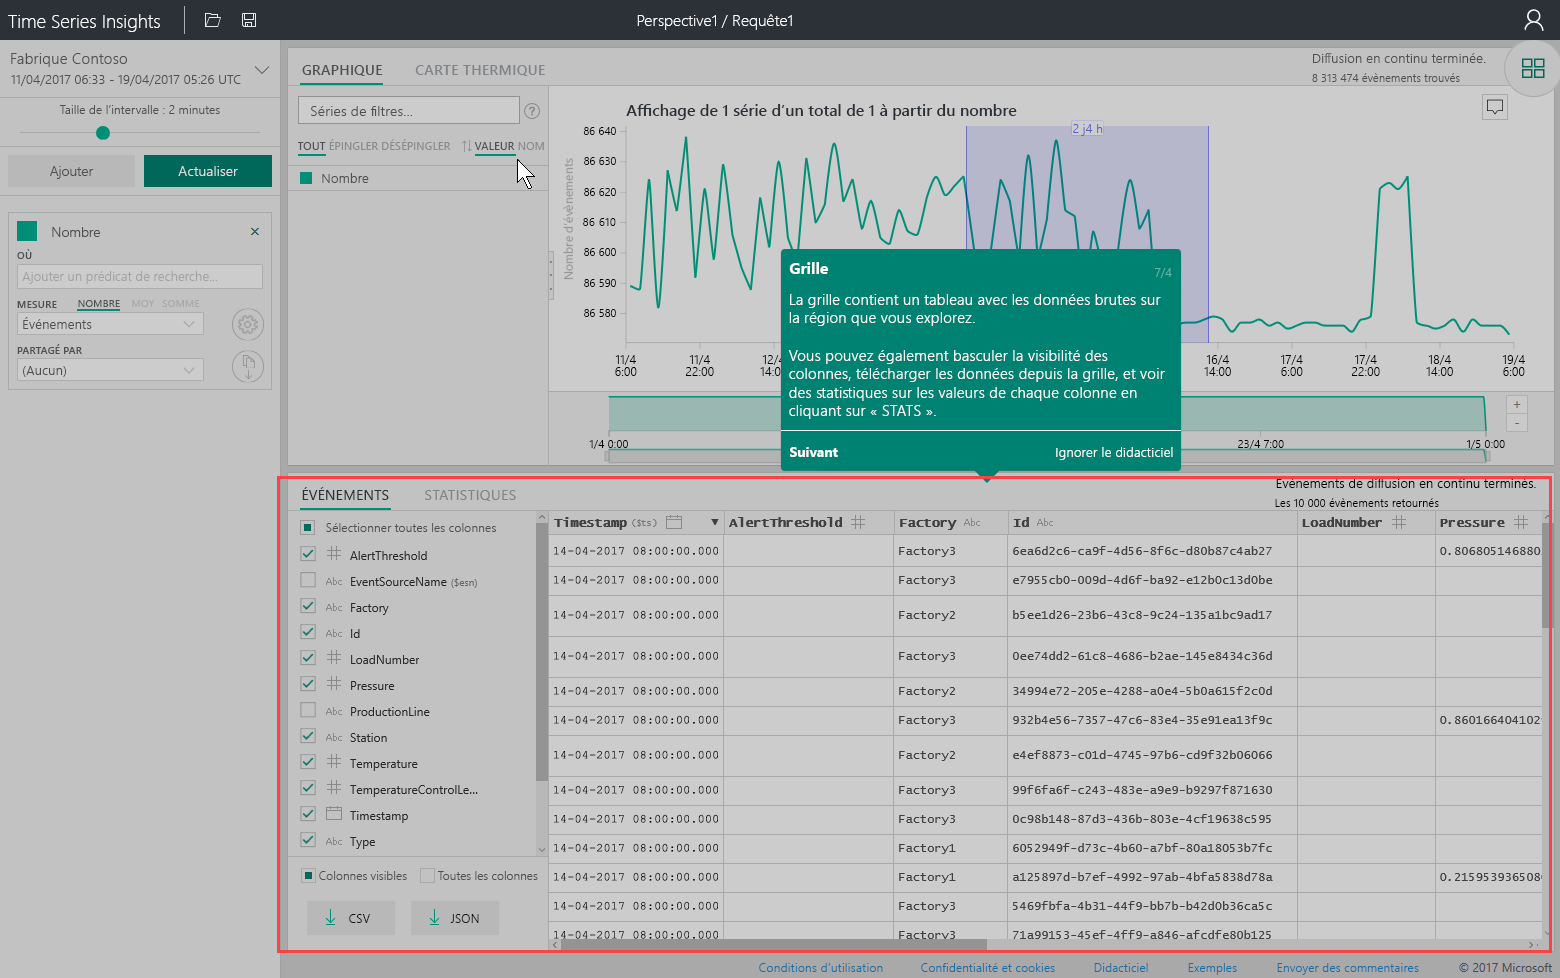 Time Series Insights
Perspective1 / Requête1
Fabrique Contoso
11/04/2017 06:33 - 19/04/2017 05:26 UTC
Taille de l'intervalle : 2 minutes
Ajouter
Actualiser
Nombre
OÙ
Ajouter un prédicat de recherche...
MESURE NOMBRE MOY SOMME
Événements
PARTAGÉ PAR
(Aucun)
GRAPHIQUE CARTE THERMIQUE
Diffusion en continu terminée.
8 313 474 évènements trouvés
Séries de filtres...
?
TOUT ÉPINGLER DÉSÉPINGLER VALEUR NOM
Nombre
Affichage de 1 série d'un total de 1 à partir du nombre
2 j4 h
Nombre d'évènements
86 640
86 630
86 620
86 610
86 600
86 590
86 580
11/4 11/4 12/4 16/4 17/4 17/4 18/4 19/4
6:00 22:00 14:00 14:00 6:00 22:00 14:00 6:00
1/4 0:00 23/4 7:00 1/5 0:00
+
-
Grille 7/4
La grille contient un tableau avec les données brutes sur
la région que vous explorez.
Vous pouvez également basculer la visibilité des
colonnes, télécharger les données depuis la grille, et voir
des statistiques sur les valeurs de chaque colonne en
cliquant sur « STATS ».
Suivant Ignorer le didacticiel
ÉVÉNEMENTS STATISTIQUES
Evénements de diffusion en continu terminés.
Les 10 000 évènements retournés
Sélectionner toutes les colonnes
AlertThreshold
Abc EventSourceName ($esn)
Abc Factory
Abc Id
LoadNumber
Pressure
Abc ProductionLine
Abc Station
Temperature
TemperatureControlLe...
Timestamp
Abc Type
Colonnes visibles Toutes les colonnes
CSV JSON
Timestamp ($ts) AlertThreshold Factory Abc Id Abc LoadNumber Pressure
14-04-2017 08:00:00.000 Factory3 6ea6d2c6-ca9f-4d56-8f6c-d80b87c4ab27 0.806805146880
14-04-2017 08:00:00.000 Factory3 e7955cb0-009d-4d6f-ba92-e12b0c13d0be
14-04-2017 08:00:00.000 Factory2 b5ee1d26-23b6-43c8-9c24-135a1bc9ad17
14-04-2017 08:00:00.000 Factory3 0ee74dd2-61c8-4686-b2ae-145e8434c36d
14-04-2017 08:00:00.000 Factory2 34994e72-205e-4288-a0e4-5b0a615f2c0d
14-04-2017 08:00:00.000 Factory3 932b4e56-7357-47c6-83e4-35e91ea13f9c 0.860166404102
14-04-2017 08:00:00.000 Factory2 e4ef8873-c01d-4745-97b6-cd9f32b06066
14-04-2017 08:00:00.000 Factory3 99f6fa6f-c243-483e-a9e9-b9297f871630
14-04-2017 08:00:00.000 Factory3 0c98b148-87d3-436b-803e-4cf19638c595
14-04-2017 08:00:00.000 Factory1 6052949f-d73c-4b60-a7bf-80a18053b7fc
14-04-2017 08:00:00.000 Factory1 a125897d-b7ef-4992-97ab-4bfa5838d78a 0.215953936508
14-04-2017 08:00:00.000 Factory3 5469fbfa-4b31-44f9-bb7b-b42d0b36ca5c
14-04-2017 08:00:00.000 Factory3 71a99153-45ef-4ff9-a846-afcdfe80b125
Conditions d'utilisation Confidentialité et cookies Didacticiel Exemples Envoyer des commentaires © 2017 Microsoft